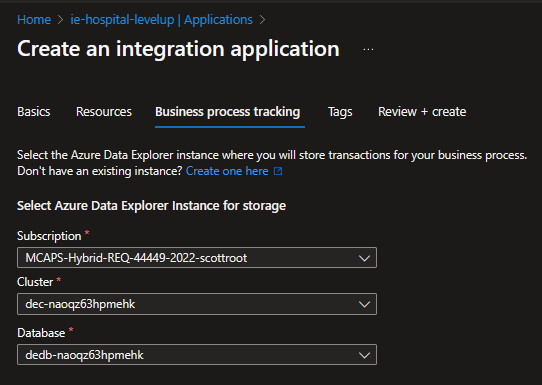 Home > ie-hospital-levelup | Applications >
Create an integration application ...
Basics Resources Business process tracking Tags Review + create
Select the Azure Data Explorer instance where you will store transactions for your business process.
Don't have an existing instance? Create one here
Select Azure Data Explorer Instance for storage
Subscription *
MCAPS-Hybrid-REQ-44449-2022-scottroot
Cluster *
dec-naoqz63hpmehk
Database *
dedb-naoqz63hpmehk